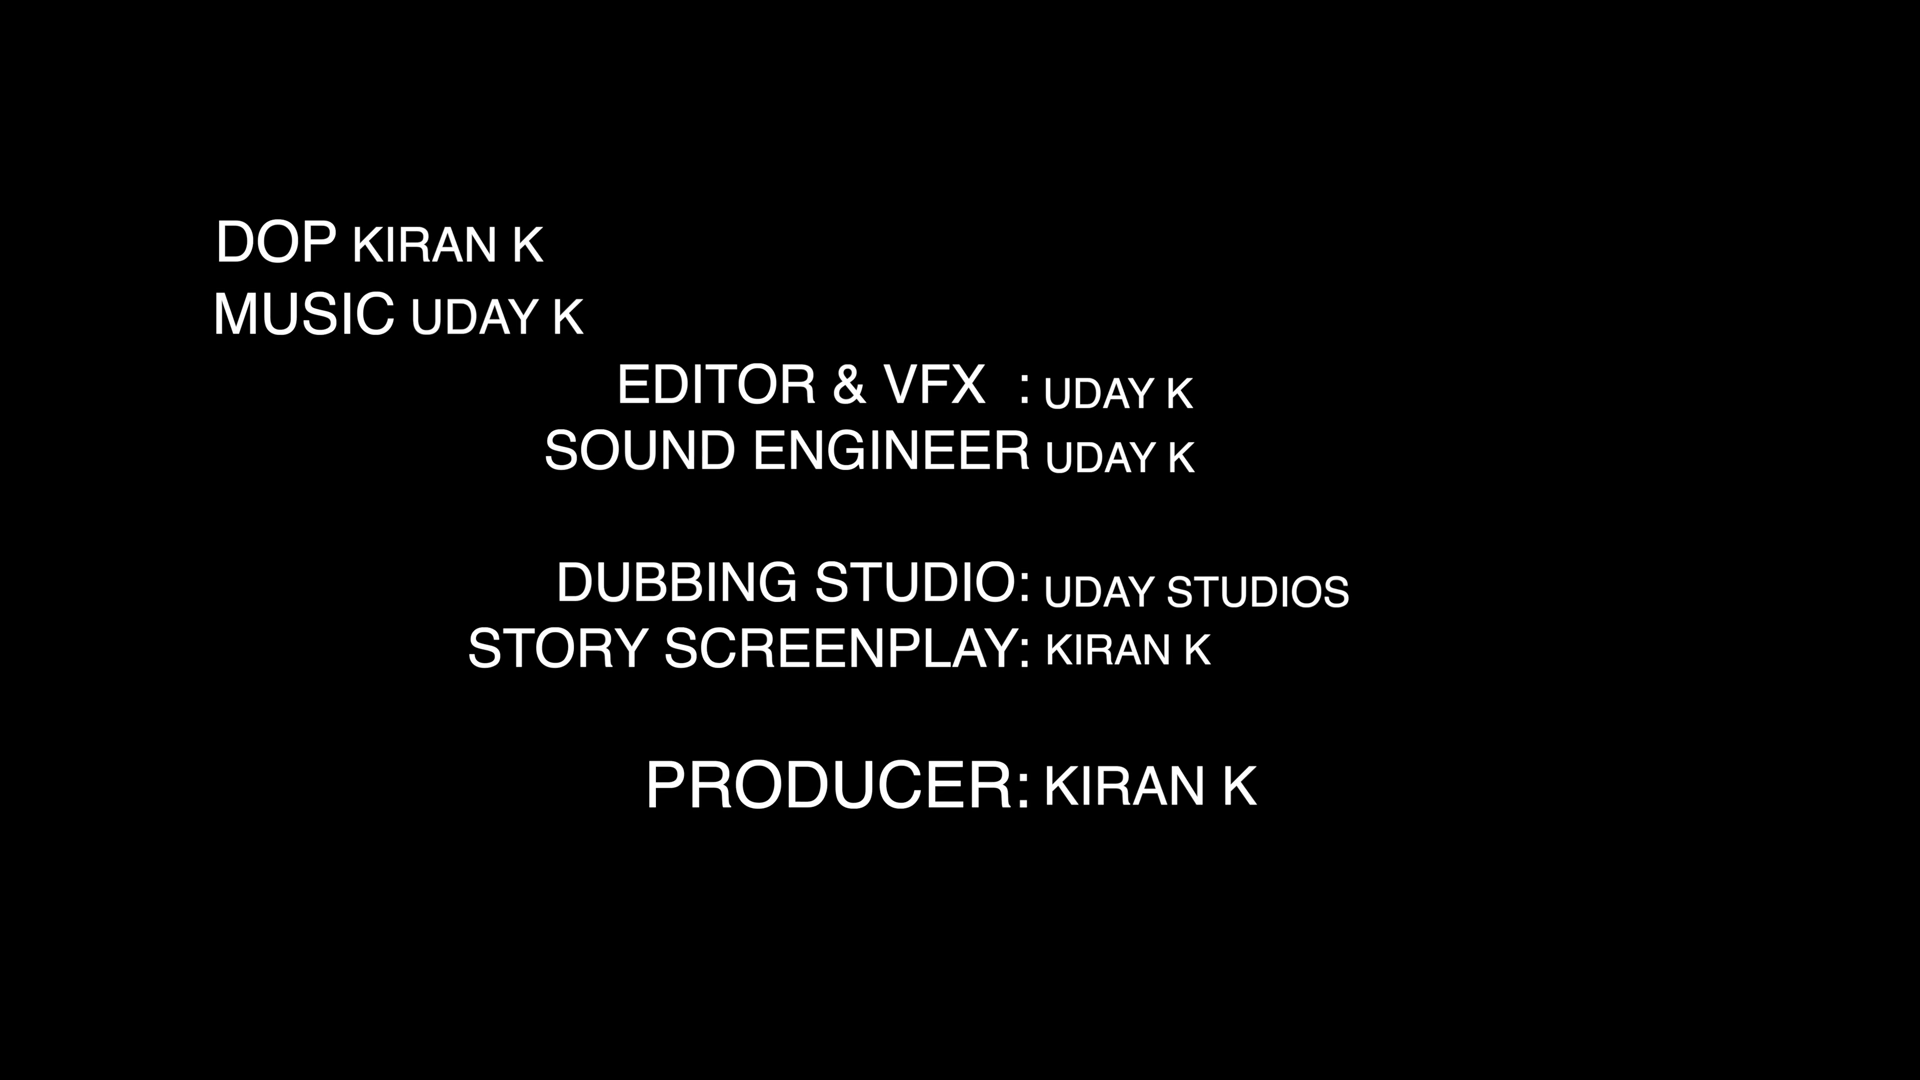 DOP KIRAN K
MUSIC UDAY K
EDITOR & VFX : UDAY K
SOUND ENGINEER UDAY K
DUBBING STUDIO: UDAY STUDIOS
STORY SCREENPLAY: KIRAN K
PRODUCER: KIRAN K